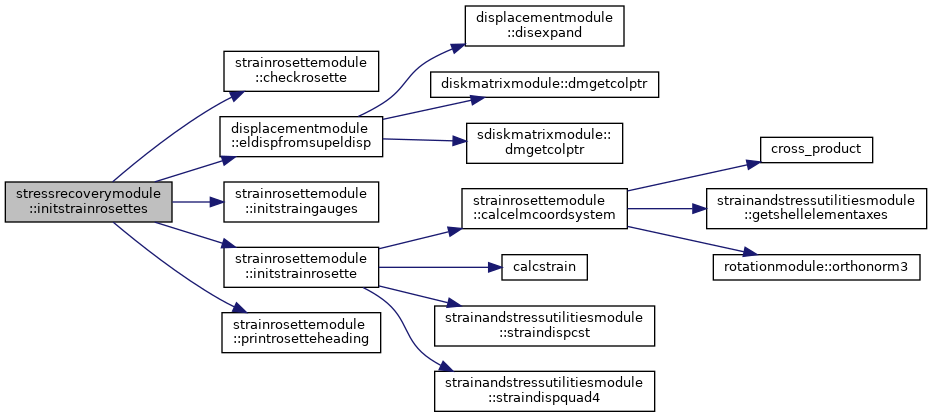 stressrecoverymodule
::initstrainrosettes
strainrosettemodule
::checkrosette
displacementmodule
::eldispfromsupeldisp
strainrosettemodule
::initstraingauges
strainrosettemodule
::initstrainrosette
strainrosettemodule
::printrosetteheading
displacementmodule
::disexpand
diskmatrixmodule::dmgetcolptr
sdiskmatrixmodule::
dmgetcolptr
strainrosettemodule
::calcelmcoordsystem
calcstrain
strainandstressutilitiesmodule
::straindispcst
strainandstressutilitiesmodule
::straindispquad4
cross_product
strainandstressutilitiesmodule
::getshellelementaxes
rotationmodule::orthonorm3